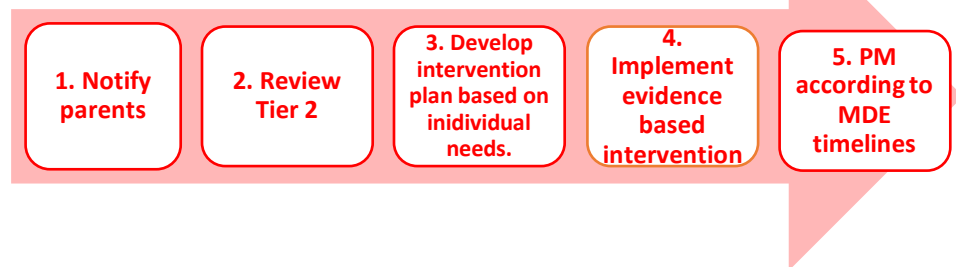 1. Notify
parents
2. Review
Tier 2
3. Develop
intervention
plan based on
inidividual
needs.
4.
Implement
evidence
based
intervention
5. PM
according to
MDE
timelines